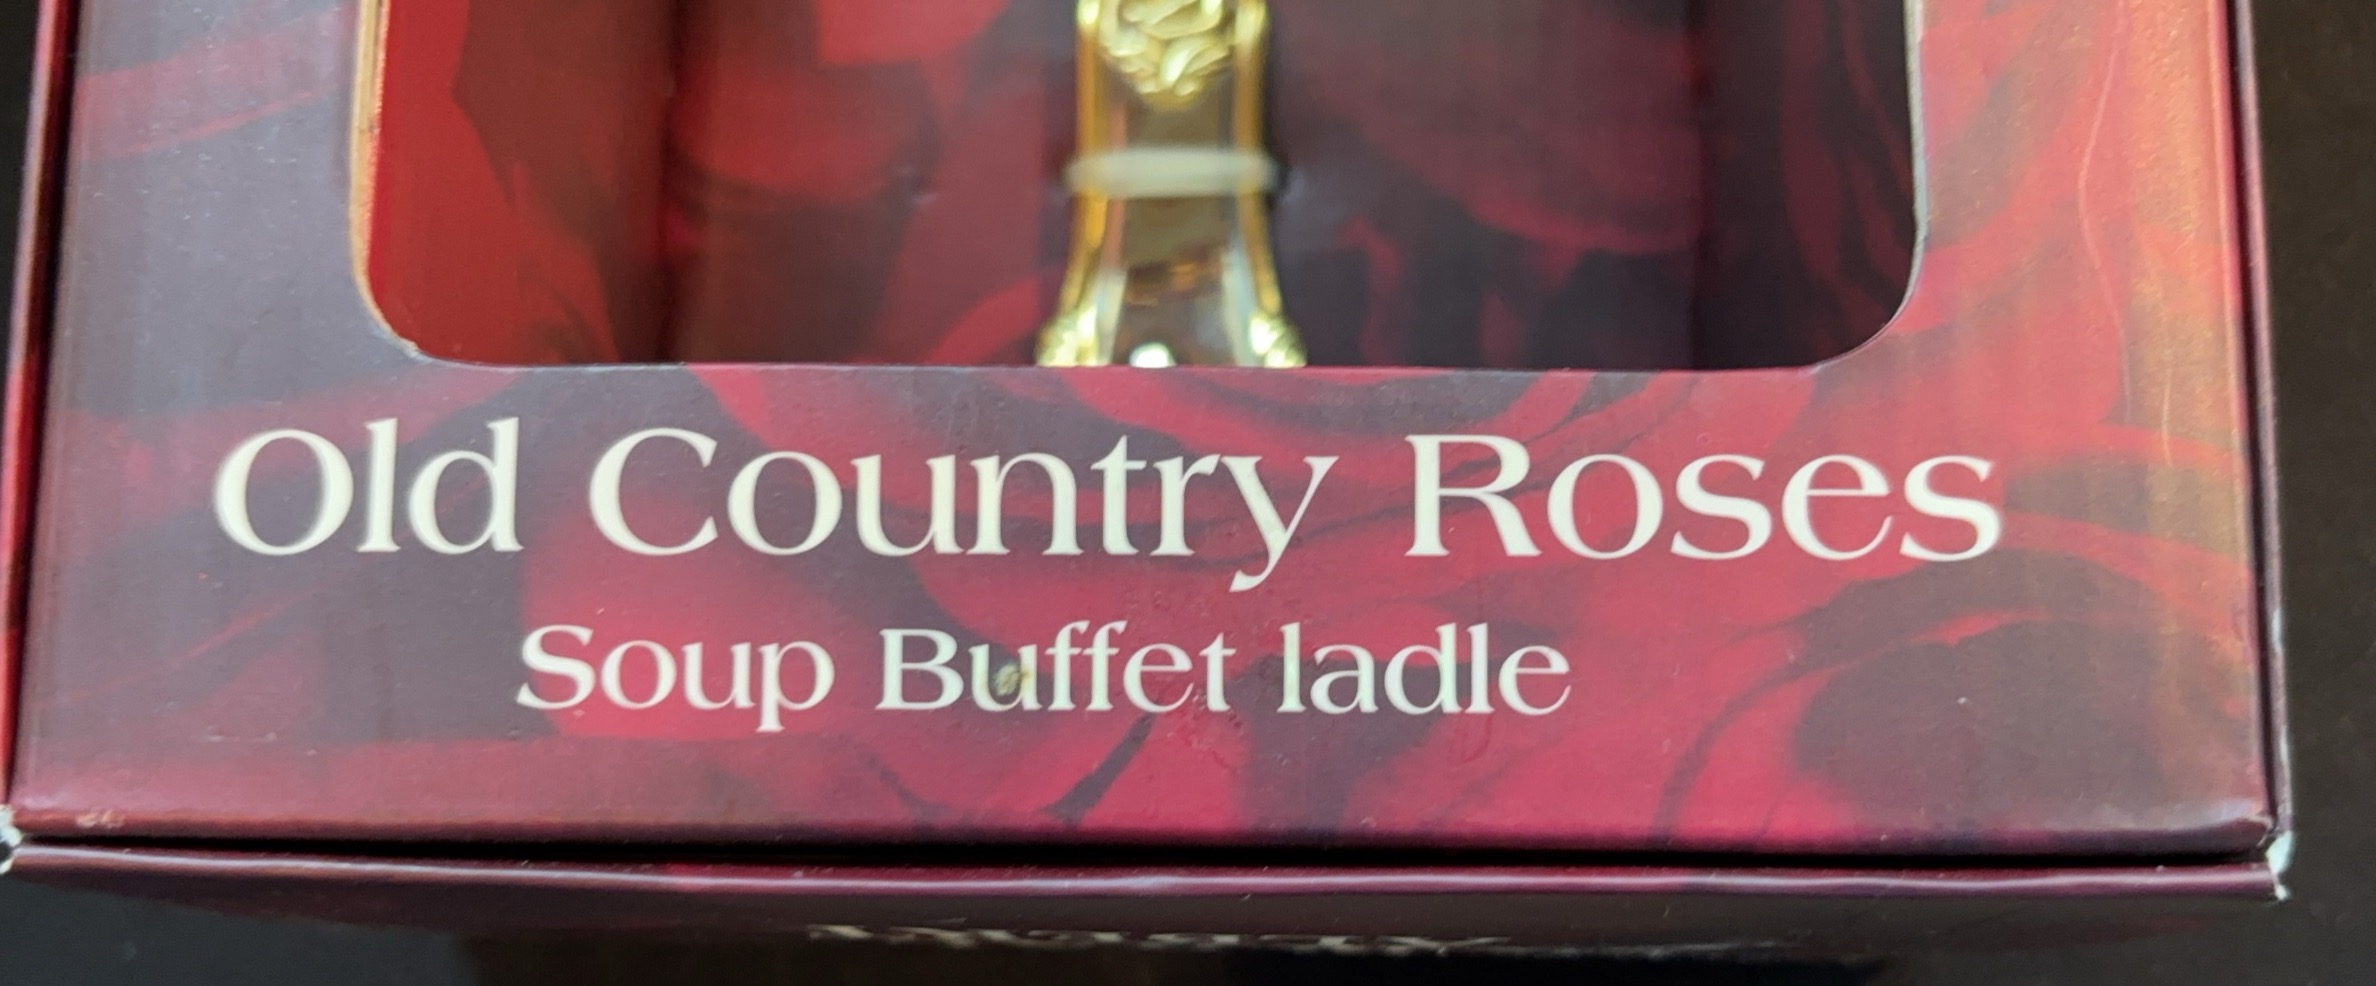 Old Country Roses
Soup Buffet ladle